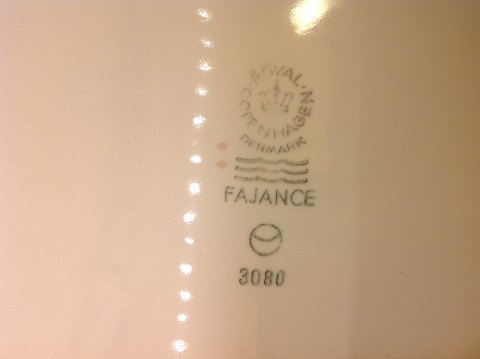 ROYAL
COPENHAGEN
DENMARK
FAJANCE
3080